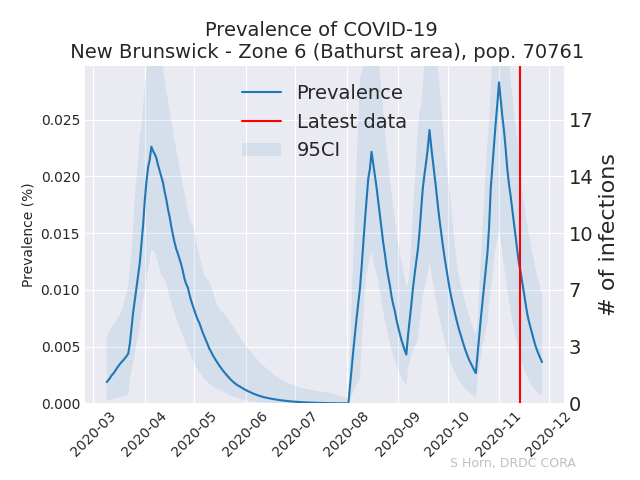 Prevalence of COVID-19
New Brunswick - Zone 6 (Bathurst area), pop. 70761
Prevalence
Latest data
95CI
Prevalence (%)
0.025
0.020
0.015
0.010
0.005
0.000
17
14
10
7
3
0
# of infections
2020-03
2020-04
2020-05
2020-06
2020-07
2020-08
2020-09
2020-10
2020-11
2020-12
S Horn, DRDC CORA